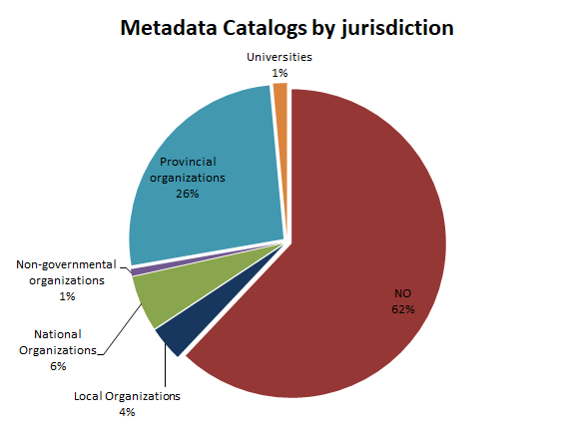 Metadata Catalogs by jurisdiction
Universities
1%
Provincial
organizations
26%
NO
62%
Non-governmental
organizations
1%
National
Organizations
6%
Local Organizations
4%